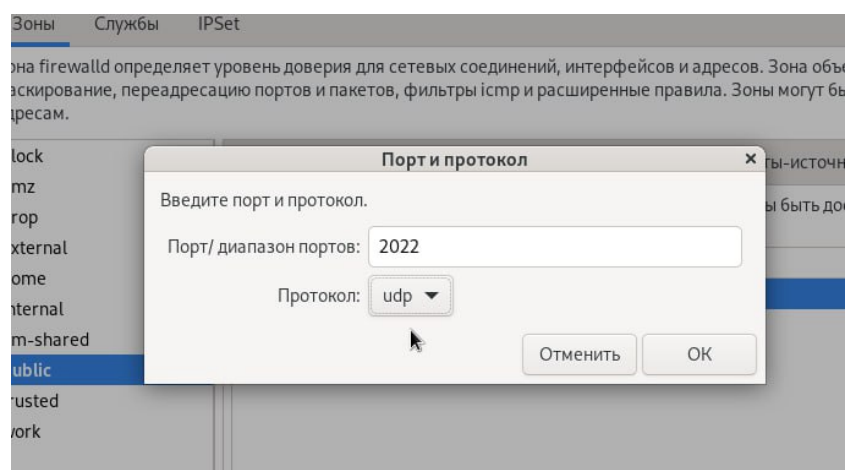 Зоны Службы IPSet
она firewalld определяет уровень доверия для сетевых соединений, интерфейсов и адресов. Зона объе
аскирование, переадресацию портов и пакетов, фильтры icmp и расширенные правила. Зоны могут бы
дресам.
lock
Порт и протокол
ты-источн
mz
Введите порт и протокол.
ы быть до
rop
xternal
Порт/ диапазон портов: 2022
ome
nternal
Протокол: udp
m-shared
Отменить OK
ublic
rusted
vork